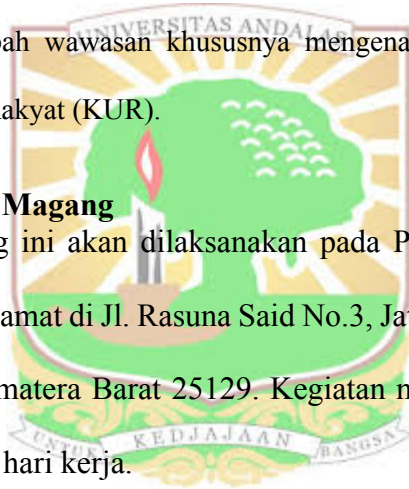 UNIVERSITAS ANDALAS
bah wawasan khususnya mengena
Rakyat (KUR).
Magang
g ini akan dilaksanakan pada P
amat di Jl. Rasuna Said No.3, Ja
matera Barat 25129. Kegiatan m
hari kerja.
UNTUK KEDJAJAAN BANGSA